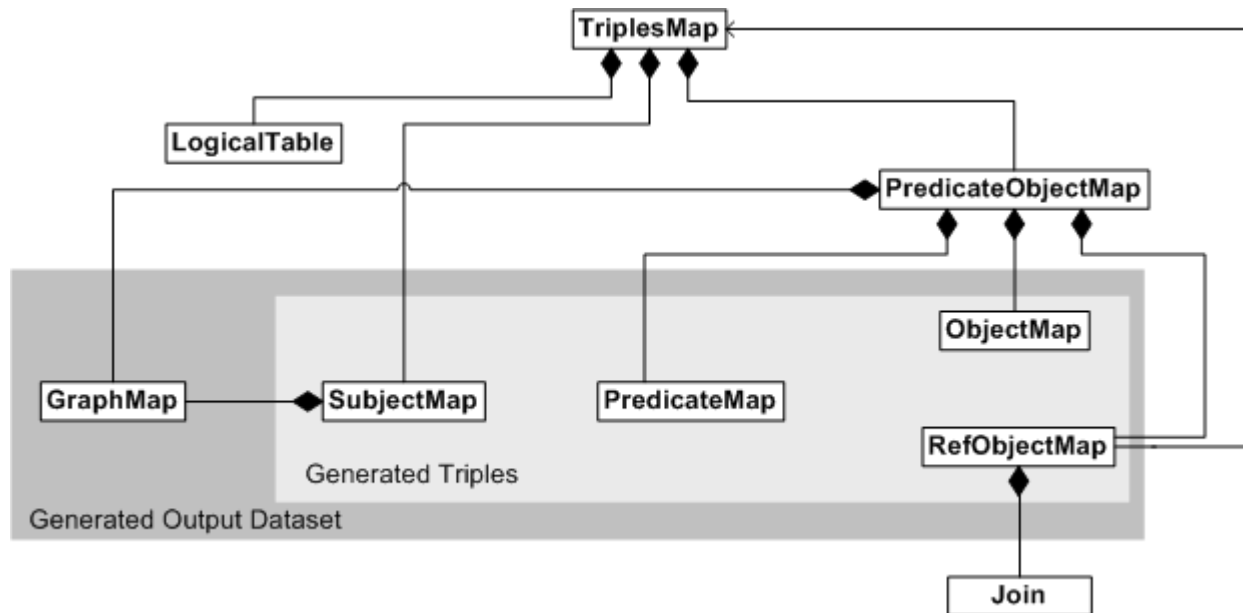 TriplesMap
LogicalTable
PredicateObjectMap
ObjectMap
GraphMap
SubjectMap
PredicateMap
RefObjectMap
Generated Triples
Generated Output Dataset
Join